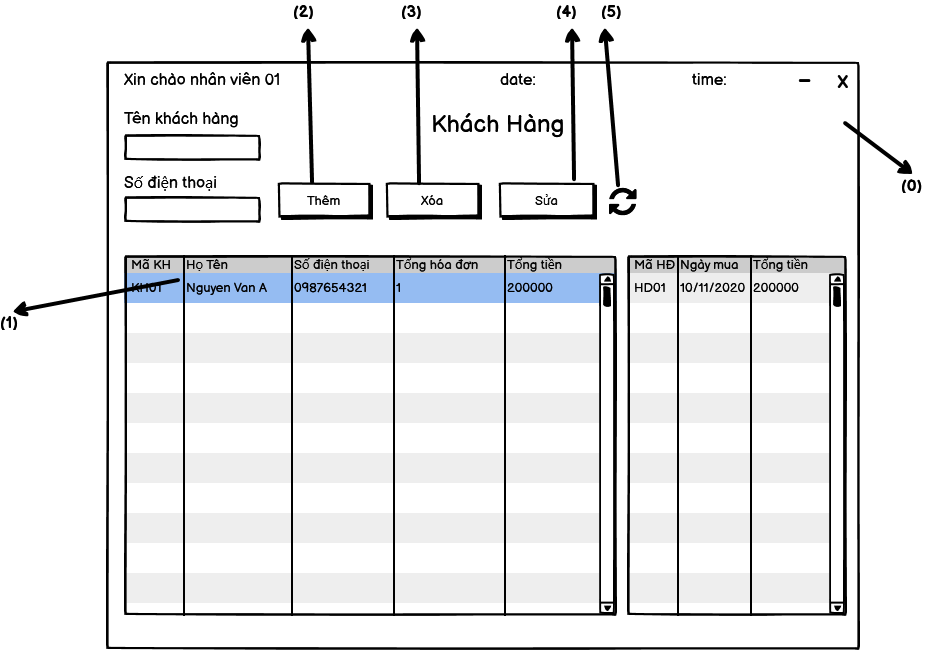 (2) (3) (4) (5)
Xin chào nhân viên 01 date: time: – X
Tên khách hàng
Khách Hàng
(0)
Số điện thoại
Thêm Xóa Sửa
Mã KH Họ Tên Số điện thoại Tổng hóa đơn Tổng tiền Mã HĐ Ngày mua Tổng tiền
KH01 Nguyen Van A 0987654321 1 200000 HD01 10/11/2020 200000
(1)